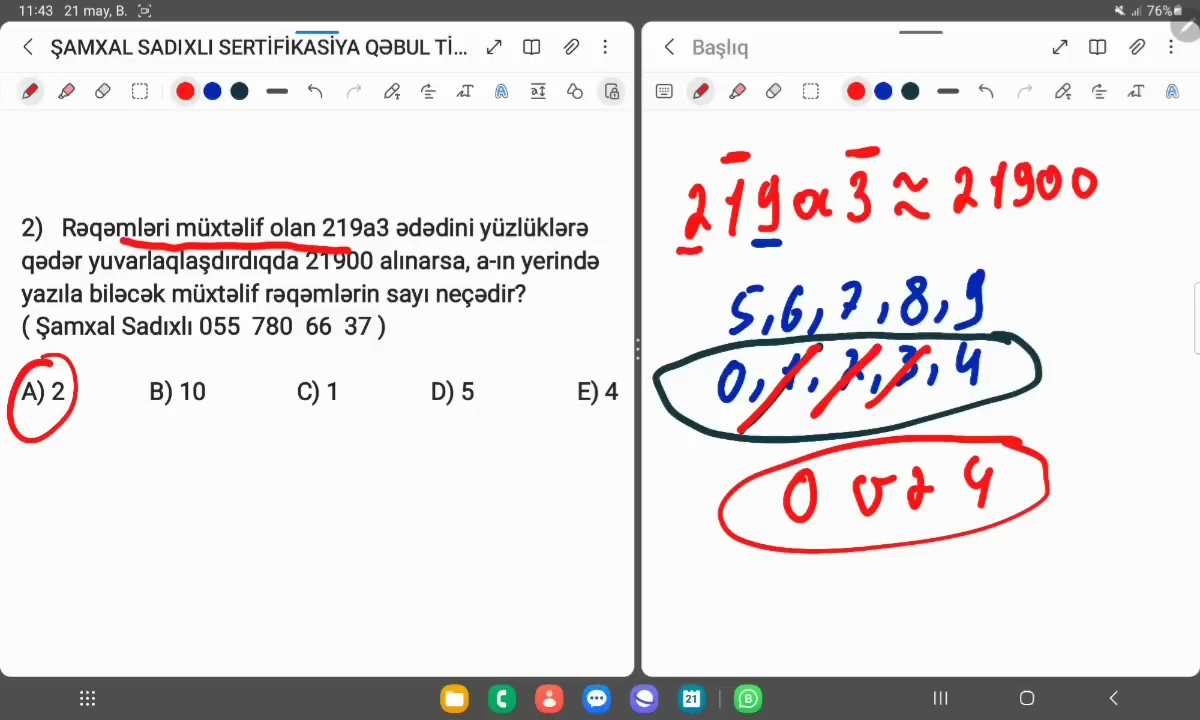 11:43 21 may, B. 76%
ŞAMXAL SADIXLI SERTİFİKASİYA QƏBUL Tİ...
2) Rəqəmləri müxtəlif olan 219a3 ədədini yüzlüklərə
qədər yuvarlaqlaşdırdıqda 21900 alınarsa, a-ın yerində
yazıla biləcək müxtəlif rəqəmlərin sayı neçədir?
( Şamxal Sadıxlı 055 780 66 37 )
A) 2 B) 10 C) 1 D) 5 E) 4
Başlıq
219a3 ≈ 21900
5, 6, 7, 8, 9
0, 1, 2, 3, 4
0 və 4
21